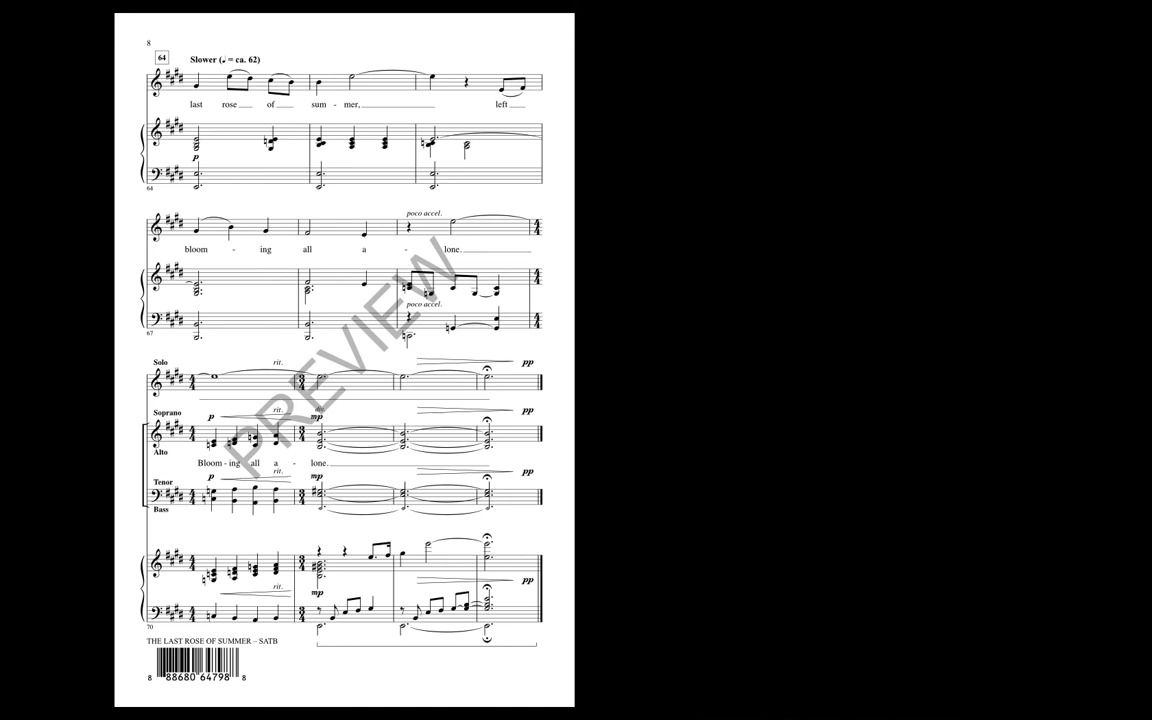 8
64 Slower (♩ = ca. 62)
last rose of sum - mer, left
p
64
poco accel.
bloom - ing all a - lone.
poco accel.
67
Solo rit. pp
Soprano p rit. div. mp pp
Alto
Bloom - ing all a - lone.
Tenor p rit. mp pp
Bass
rit. mp pp
70
THE LAST ROSE OF SUMMER – SATB
8 88680 64798 8
PREVIEW